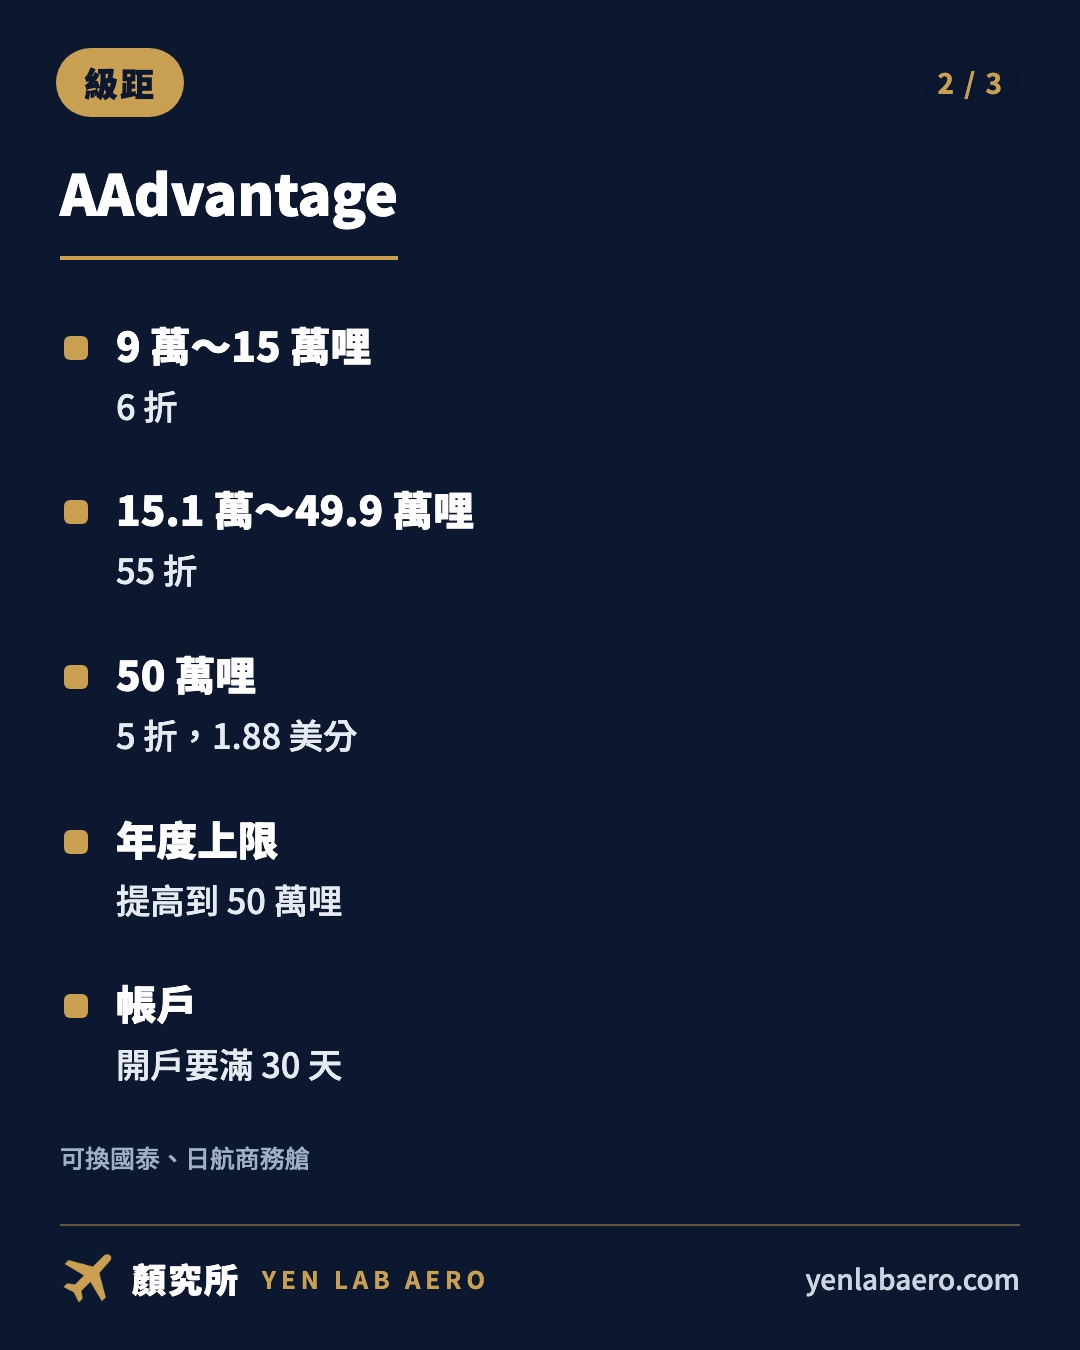 級距
2 / 3
AAdvantage
9 萬～15 萬哩
6 折
15.1 萬～49.9 萬哩
55 折
50 萬哩
5 折，1.88 美分
年度上限
提高到 50 萬哩
帳戶
開戶要滿 30 天
可換國泰、日航商務艙
顏究所 YEN LAB AERO
yenlabaero.com